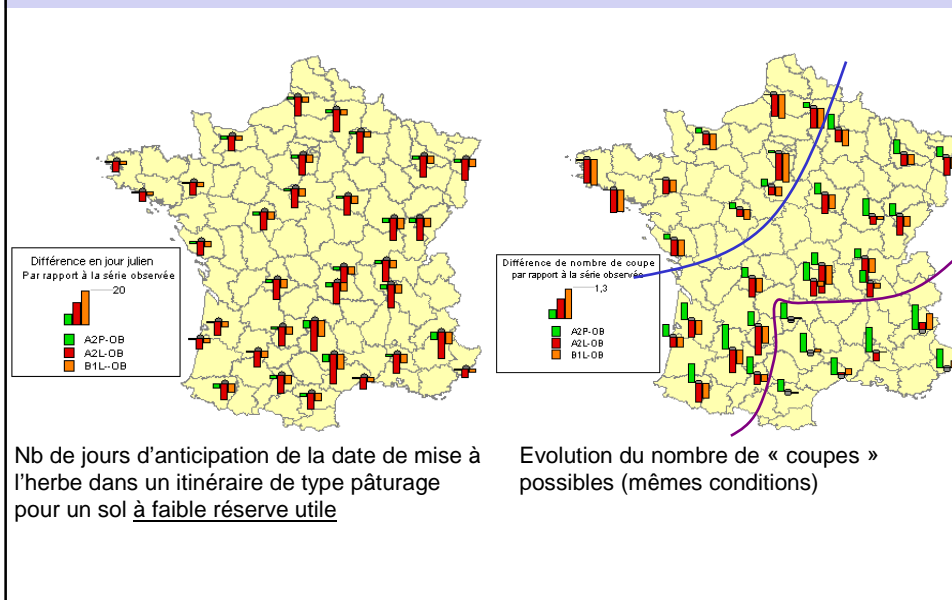 Différence en jour julien
Par rapport à la série observée
20
A2P-OB
A2L-OB
B1L--OB
Différence de nombre de coupe
par rapport à la série observée
1,3
A2P-OB
A2L-OB
B1L-OB
Nb de jours d'anticipation de la date de mise à
l'herbe dans un itinéraire de type pâturage
pour un sol à faible réserve utile
Evolution du nombre de « coupes »
possibles (mêmes conditions)